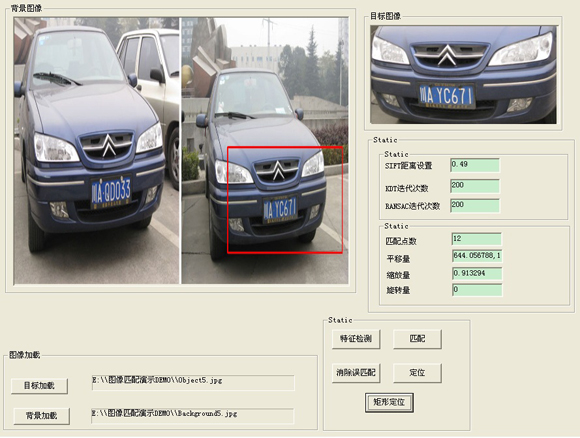 背景图像
川A·QD033
川A YC671
目标图像
川A YC671
Static
Static
SIFT距离设置 0.49
KDT迭代次数 200
RANSAC迭代次数 200
Static
匹配点数 12
平移量 644.056788,1
缩放量 0.913294
旋转量 0
Static
特征检测 匹配
消除误匹配 定位
矩形定位
图像加载
目标加载 E:\\图像匹配演示DEMO\\Object5.jpg
背景加载 E:\\图像匹配演示DEMO\\Background5.jpg